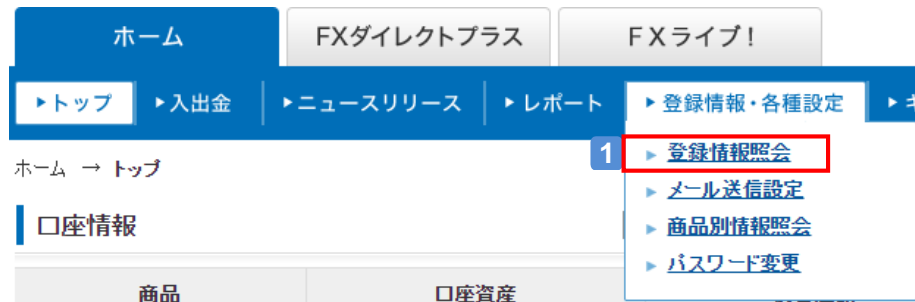 ホーム FXダイレクトプラス FXライブ!
トップ 入出金 ニュースリリース レポート 登録情報・各種設定
1 登録情報照会
ホーム → トップ
メール送信設定
口座情報 商品別情報照会
パスワード変更
商品 口座資産